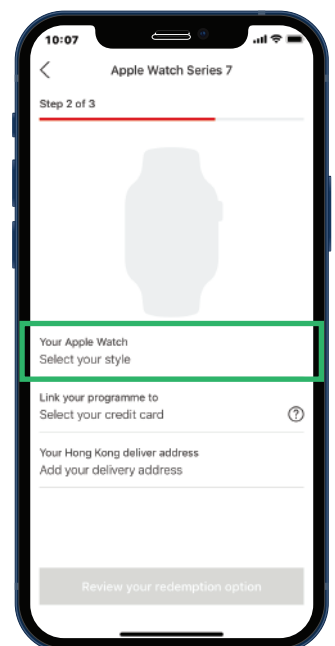 10:07
Apple Watch Series 7
Step 2 of 3
Your Apple Watch
Select your style
Link your programme to
Select your credit card
?
Your Hong Kong deliver address
Add your delivery address
Review your redemption option